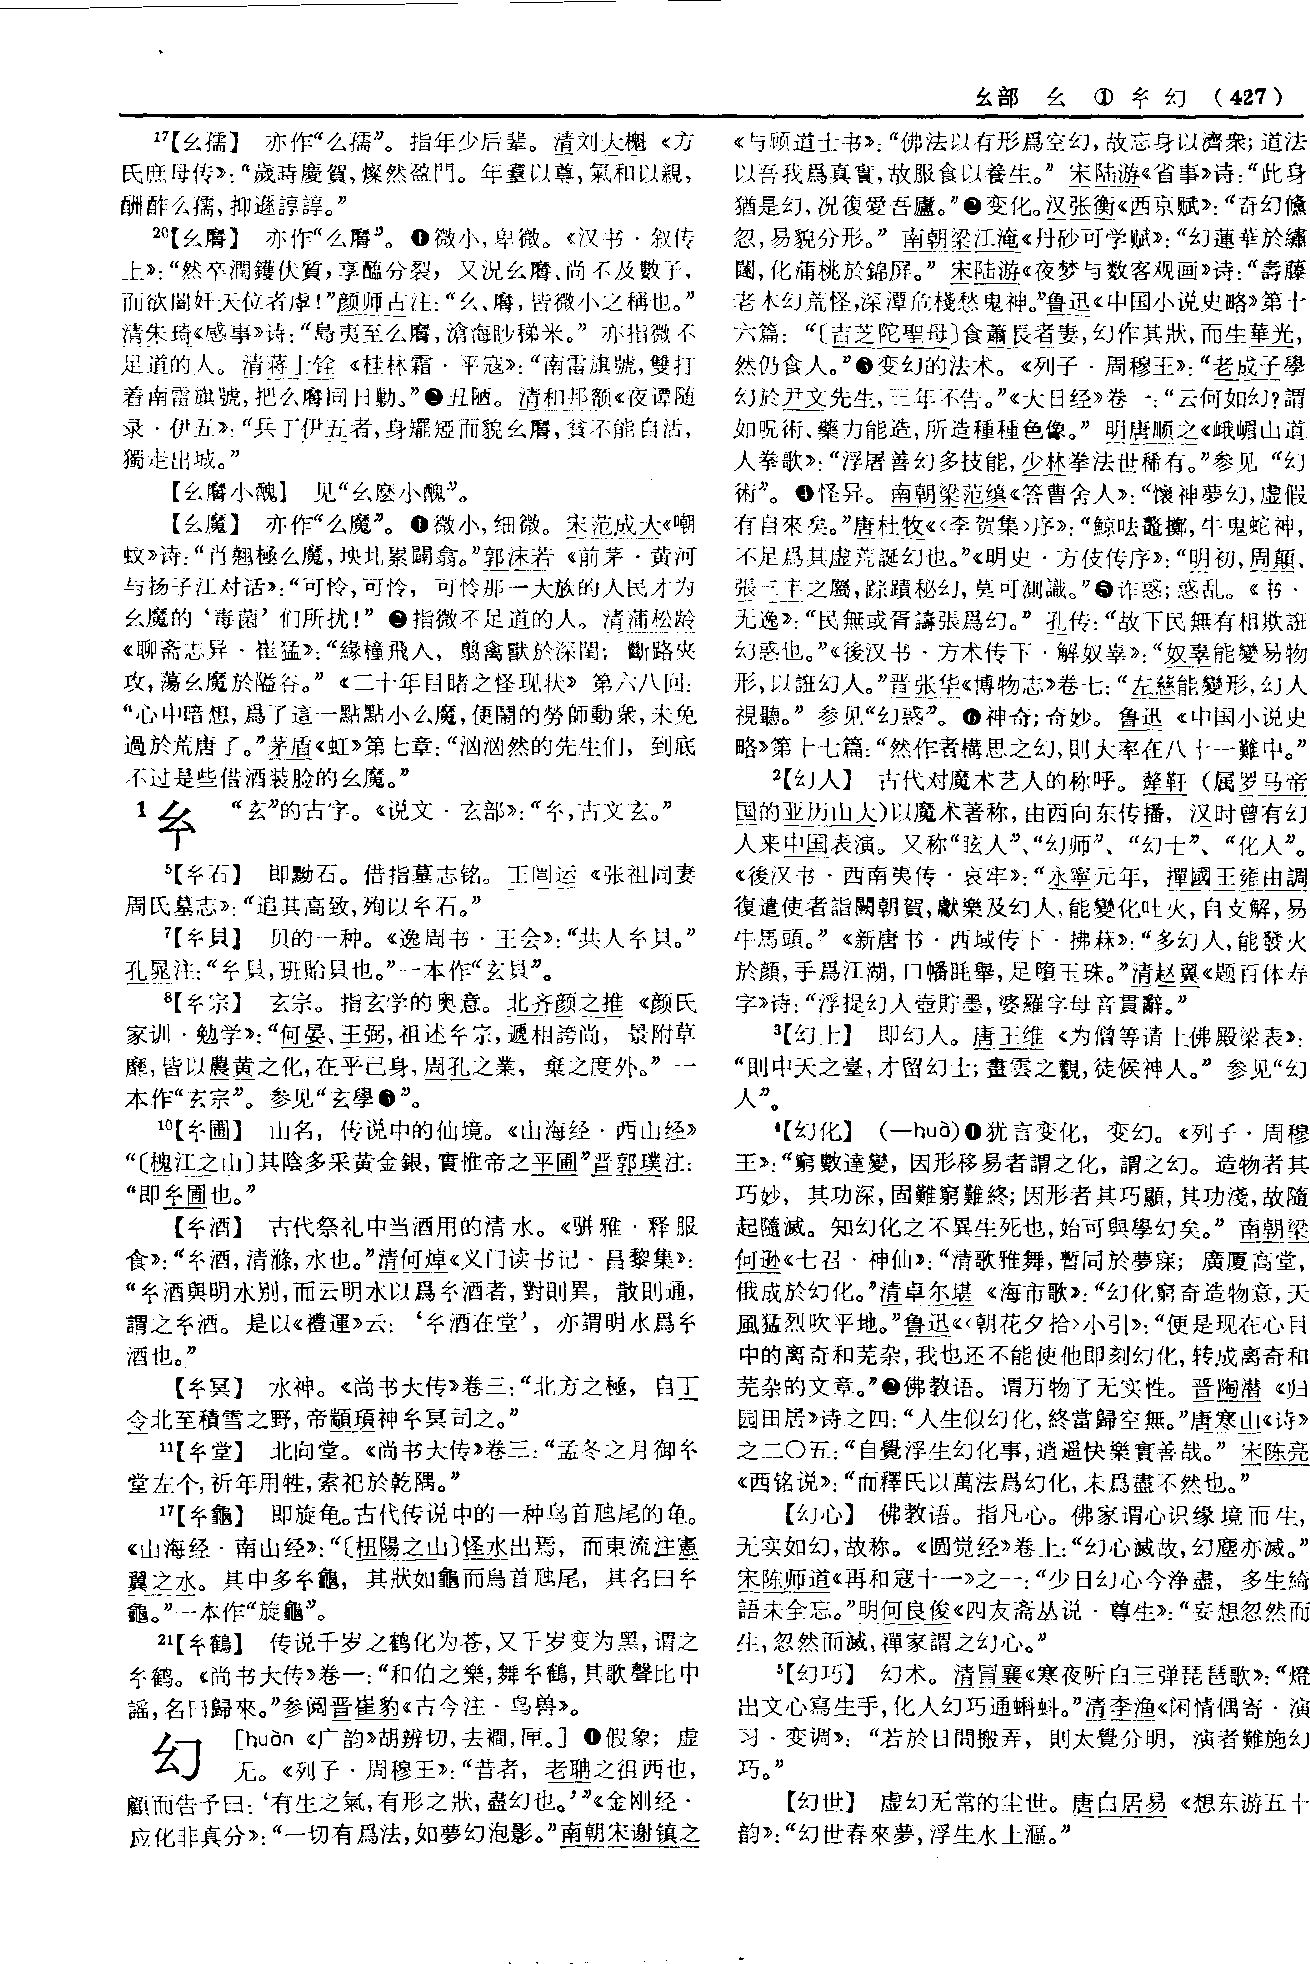 幺部 幺 ① 𢆯 幻 (427)
¹⁷【幺孺】 亦作“么孺”。指年少后辈。清刘大櫆《方
氏庶母传》：“歲時慶賀，燦然盈門。年耋以尊，氣和以親，
酬酢么孺，抑遜諄諄。”
²⁰【幺麿】 亦作“么麿”。❶微小，卑微。《汉书·叙传
上》：“然卒潤鑊伏質，亨醢分裂，又況幺麿、尚不及數子，
而欲闇奸天位者虖！”颜师古注：“幺、麿，皆微小之稱也。”
清朱琦《感事》诗：“島夷至么麿，滄海眇稊米。”亦指微不
足道的人。清蒋士铨《桂林霜·平寇》：“南雷旗號，雙打
着南雷旗號，把么麿同日勦。”❷丑陋。清和邦额《夜谭随
录·伊五》：“兵丁伊五者，身矲矬而貌幺麿，贫不能自活，
獨走出城。”
【幺麿小醜】 见“幺麼小醜”。
【幺魔】 亦作“么魔”。❶微小，细微。宋范成大《嘲
蚊》诗：“肖翹極么魔，坱圠累闢翕。”郭沫若《前茅·黄河
与扬子江对话》：“可怜，可怜，可怜那一大族的人民才为
幺魔的‘毒菌’们所扰！”❷指微不足道的人。清蒲松龄
《聊斋志异·崔猛》：“緣橦飛入，翦禽獸於深閨；斷路夾
攻，蕩幺魔於隘谷。”《二十年目睹之怪现状》第六八回：
“心中暗想，爲了這一點點小么魔，便鬧的勞師動衆，未免
過於荒唐了。”茅盾《虹》第七章：“汹汹然的先生们，到底
不过是些借酒装脸的幺魔。”
1 𢆯 “玄”的古字。《说文·玄部》：“𢆯，古文玄。”
⁵【𢆯石】 即黝石。借指墓志铭。王闿运《张祖同妻
周氏墓志》：“追其高致，殉以𢆯石。”
⁷【𢆯貝】 贝的一种。《逸周书·王会》：“共人𢆯貝。”
孔晁注：“𢆯貝，班貽貝也。”一本作“玄貝”。
⁸【𢆯宗】 玄宗。指玄学的奥意。北齐颜之推《颜氏
家训·勉学》：“何晏、王弼，祖述𢆯宗，遞相誇尚，景附草
靡，皆以農黄之化，在乎己身，周孔之業，棄之度外。”一
本作“玄宗”。参见“玄學❸”。
¹⁰【𢆯圃】 山名，传说中的仙境。《山海经·西山经》
“〔槐江之山〕其陰多采黄金銀，實惟帝之平圃”晋郭璞注：
“即𢆯圃也。”
【𢆯酒】 古代祭礼中当酒用的清水。《骈雅·释服
食》：“𢆯酒，清滌，水也。”清何焯《义门读书记·昌黎集》：
“𢆯酒與明水别，而云明水以爲𢆯酒者，對則異，散則通，
謂之𢆯酒。是以《禮運》云：‘𢆯酒在堂’，亦謂明水爲𢆯
酒也。”
【𢆯冥】 水神。《尚书大传》卷三：“北方之極，自丁
令北至積雪之野，帝顓頊神𢆯冥司之。”
¹¹【𢆯堂】 北向堂。《尚书大传》卷三：“孟冬之月御𢆯
堂左个，祈年用牲，索祀於乾隅。”
¹⁷【𢆯龜】 即旋龟。古代传说中的一种鸟首虺尾的龟。
《山海经·南山经》：“〔杻陽之山〕怪水出焉，而東流注憲
翼之水。其中多𢆯龜，其狀如龜而鳥首虺尾，其名曰𢆯
龜。”一本作“旋龜”。
²¹【𢆯鶴】 传说千岁之鹤化为苍，又千岁变为黑，谓之
𢆯鹤。《尚书大传》卷一：“和伯之樂，舞𢆯鶴，其歌聲比中
謡，名曰歸來。”参阅晋崔豹《古今注·鸟兽》。
幻 [huàn《广韵》胡辨切，去襇，匣。] ❶假象；虚
无。《列子·周穆王》：“昔者，老聃之徂西也，
顧而告予曰：‘有生之氣，有形之狀，盡幻也。’”《金刚经·
应化非真分》：“一切有爲法，如夢幻泡影。”南朝宋谢镇之
《与顾道士书》：“佛法以有形爲空幻，故忘身以濟衆；道法
以吾我爲真實，故服食以養生。”宋陆游《省事》诗：“此身
猶是幻，况復愛吾廬。”❷变化。汉张衡《西京赋》：“奇幻儵
忽，易貌分形。”南朝梁江淹《丹砂可学赋》：“幻蓮華於繡
闥，化蒲桃於錦屏。”宋陆游《夜梦与数客观画》诗：“壽藤
老木幻荒怪，深潭危棧愁鬼神。”鲁迅《中国小说史略》第十
六篇：“〔吉芝陀聖母〕食蕭長者妻，幻作其狀，而生華光，
然仍食人。”❸变幻的法术。《列子·周穆王》：“老成子學
幻於尹文先生，三年不告。”《大日经》卷一：“云何如幻？謂
如呪術、藥力能造，所造種種色像。”明唐顺之《峨嵋山道
人拳歌》：“浮屠善幻多技能，少林拳法世稀有。”参见“幻
術”。❹怪异。南朝梁范缜《答曹舍人》：“懷神夢幻，虚假
有自來矣。”唐杜牧《〈李贺集〉序》：“鯨呿鼇擲，牛鬼蛇神，
不足爲其虚荒誕幻也。”《明史·方伎传序》：“明初，周顛、
張三丰之屬，踪蹟秘幻，莫可測識。”❺诈惑；惑乱。《书·
无逸》：“民無或胥譸張爲幻。”孔传：“故下民無有相欺誑
幻惑也。”《後汉书·方术传下·解奴辜》：“奴辜能變易物
形，以誑幻人。”晋张华《博物志》卷七：“左慈能變形，幻人
視聽。”参见“幻惑”。❻神奇；奇妙。鲁迅《中国小说史
略》第十七篇：“然作者構思之幻，則大率在八十一難中。”
²【幻人】 古代对魔术艺人的称呼。犛靬（属罗马帝
国的亚历山大）以魔术著称，由西向东传播，汉时曾有幻
人来中国表演。又称“眩人”、“幻师”、“幻士”、“化人”。
《後汉书·西南夷传·哀牢》：“永寧元年，撣國王雍由調
復遣使者詣闕朝賀，獻樂及幻人，能變化吐火，自支解，易
牛馬頭。”《新唐书·西域传下·拂菻》：“多幻人，能發火
於顔，手爲江湖，口幡眊舉，足墮玉珠。”清赵翼《题百体寿
字》诗：“浮提幻人壺貯墨，婆羅字母音貫辭。”
³【幻士】 即幻人。唐王维《为僧等请上佛殿梁表》：
“則中天之臺，才留幻士；畫雲之觀，徒候神人。”参见“幻
人”。
⁴【幻化】 （—huà）❶犹言变化，变幻。《列子·周穆
王》：“窮數達變，因形移易者謂之化，謂之幻。造物者其
巧妙，其功深，固難窮難終；因形者其巧顯，其功淺，故隨
起隨滅。知幻化之不異生死也，始可與學幻矣。”南朝梁
何逊《七召·神仙》：“清歌雅舞，暫同於夢寐；廣厦高堂，
俄成於幻化。”清卓尔堪《海市歌》：“幻化窮奇造物意，天
風猛烈吹平地。”鲁迅《〈朝花夕拾〉小引》：“便是现在心目
中的离奇和芜杂，我也还不能使他即刻幻化，转成离奇和
芜杂的文章。”❷佛教语。谓万物了无实性。晋陶潜《归
园田居》诗之四：“人生似幻化，終當歸空無。”唐寒山《诗》
之二〇五：“自覺浮生幻化事，逍遥快樂實善哉。”宋陈亮
《西铭说》：“而釋氏以萬法爲幻化，未爲盡不然也。”
【幻心】 佛教语。指凡心。佛家谓心识缘境而生，
无实如幻，故称。《圆觉经》卷上：“幻心滅故，幻塵亦滅。”
宋陈师道《再和寇十一》之一：“少日幻心今净盡，多生綺
語未全忘。”明何良俊《四友斋丛说·尊生》：“妄想忽然而
生，忽然而滅，禪家謂之幻心。”
⁵【幻巧】 幻术。清冒襄《寒夜听白三弹琵琶歌》：“燈
出文心寫生手，化人幻巧通蝌蚪。”清李渔《闲情偶寄·演
习·变调》：“若於日間搬弄，則太覺分明，演者難施幻
巧。”
【幻世】 虚幻无常的尘世。唐白居易《想东游五十
韵》：“幻世春來夢，浮生水上漚。”